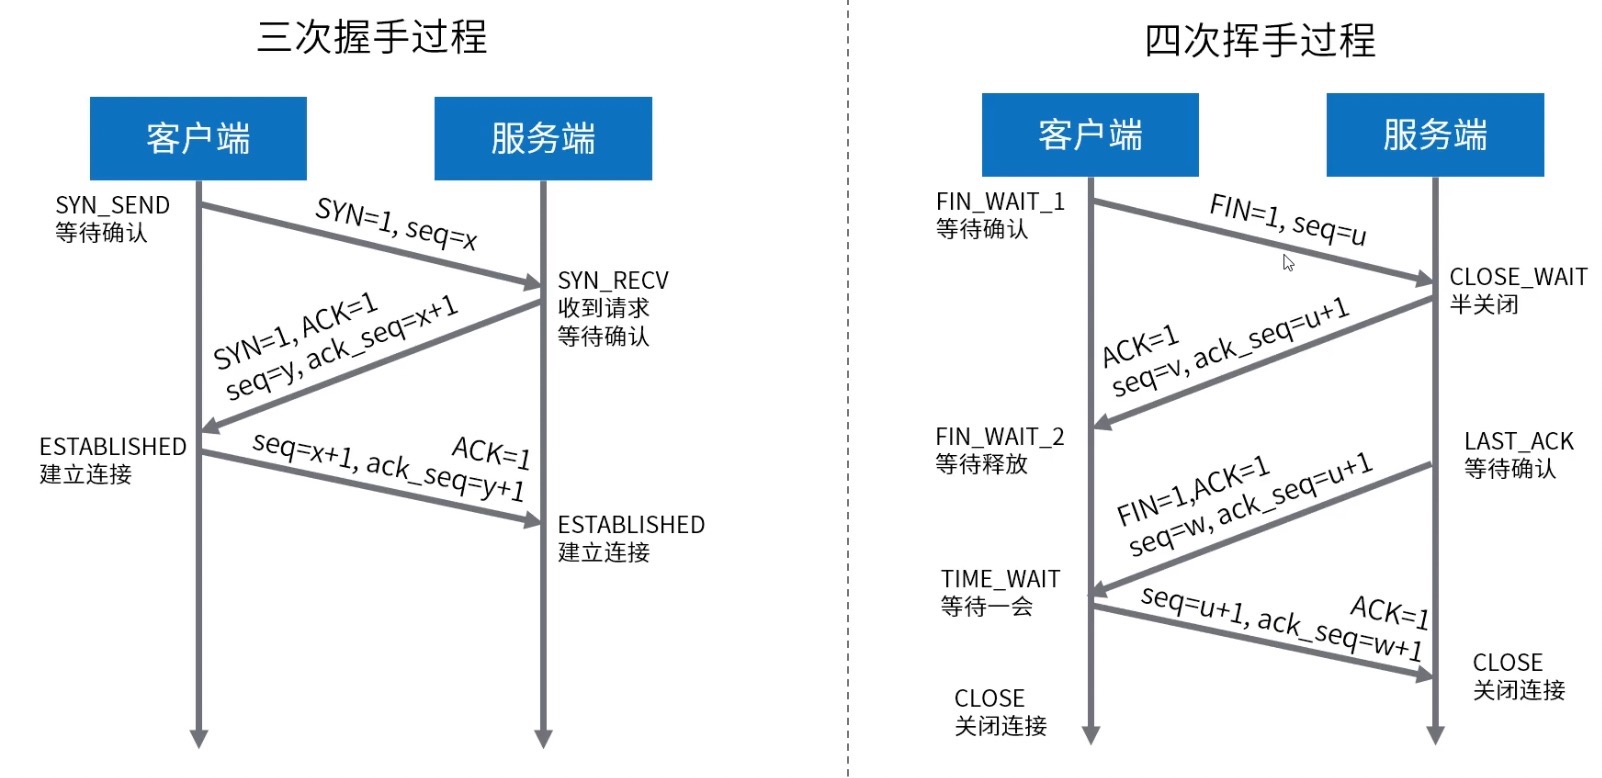 三次握手过程
客户端
服务端
SYN_SEND
等待确认
SYN=1, seq=x
SYN_RECV
收到请求
等待确认
SYN=1, ACK=1
seq=y, ack_seq=x+1
ESTABLISHED
建立连接
ACK=1
seq=x+1, ack_seq=y+1
ESTABLISHED
建立连接
四次挥手过程
客户端
服务端
FIN_WAIT_1
等待确认
FIN=1, seq=u
CLOSE_WAIT
半关闭
ACK=1
seq=v, ack_seq=u+1
FIN_WAIT_2
等待释放
LAST_ACK
等待确认
FIN=1,ACK=1
seq=w, ack_seq=u+1
TIME_WAIT
等待一会
ACK=1
seq=u+1, ack_seq=w+1
CLOSE
关闭连接
CLOSE
关闭连接